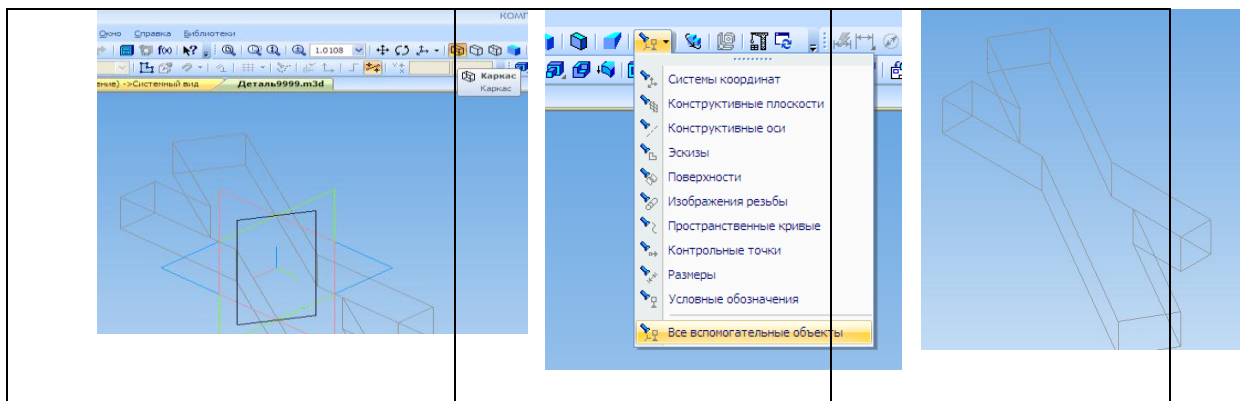 КОМП
Окно Справка Библиотеки
f(x) 1.0108
ение) ->Системный вид Деталь9999.m3d
Каркас
Каркас
Системы координат
Конструктивные плоскости
Конструктивные оси
Эскизы
Поверхности
Изображения резьбы
Пространственные кривые
Контрольные точки
Размеры
Условные обозначения
Все вспомогательные объекты